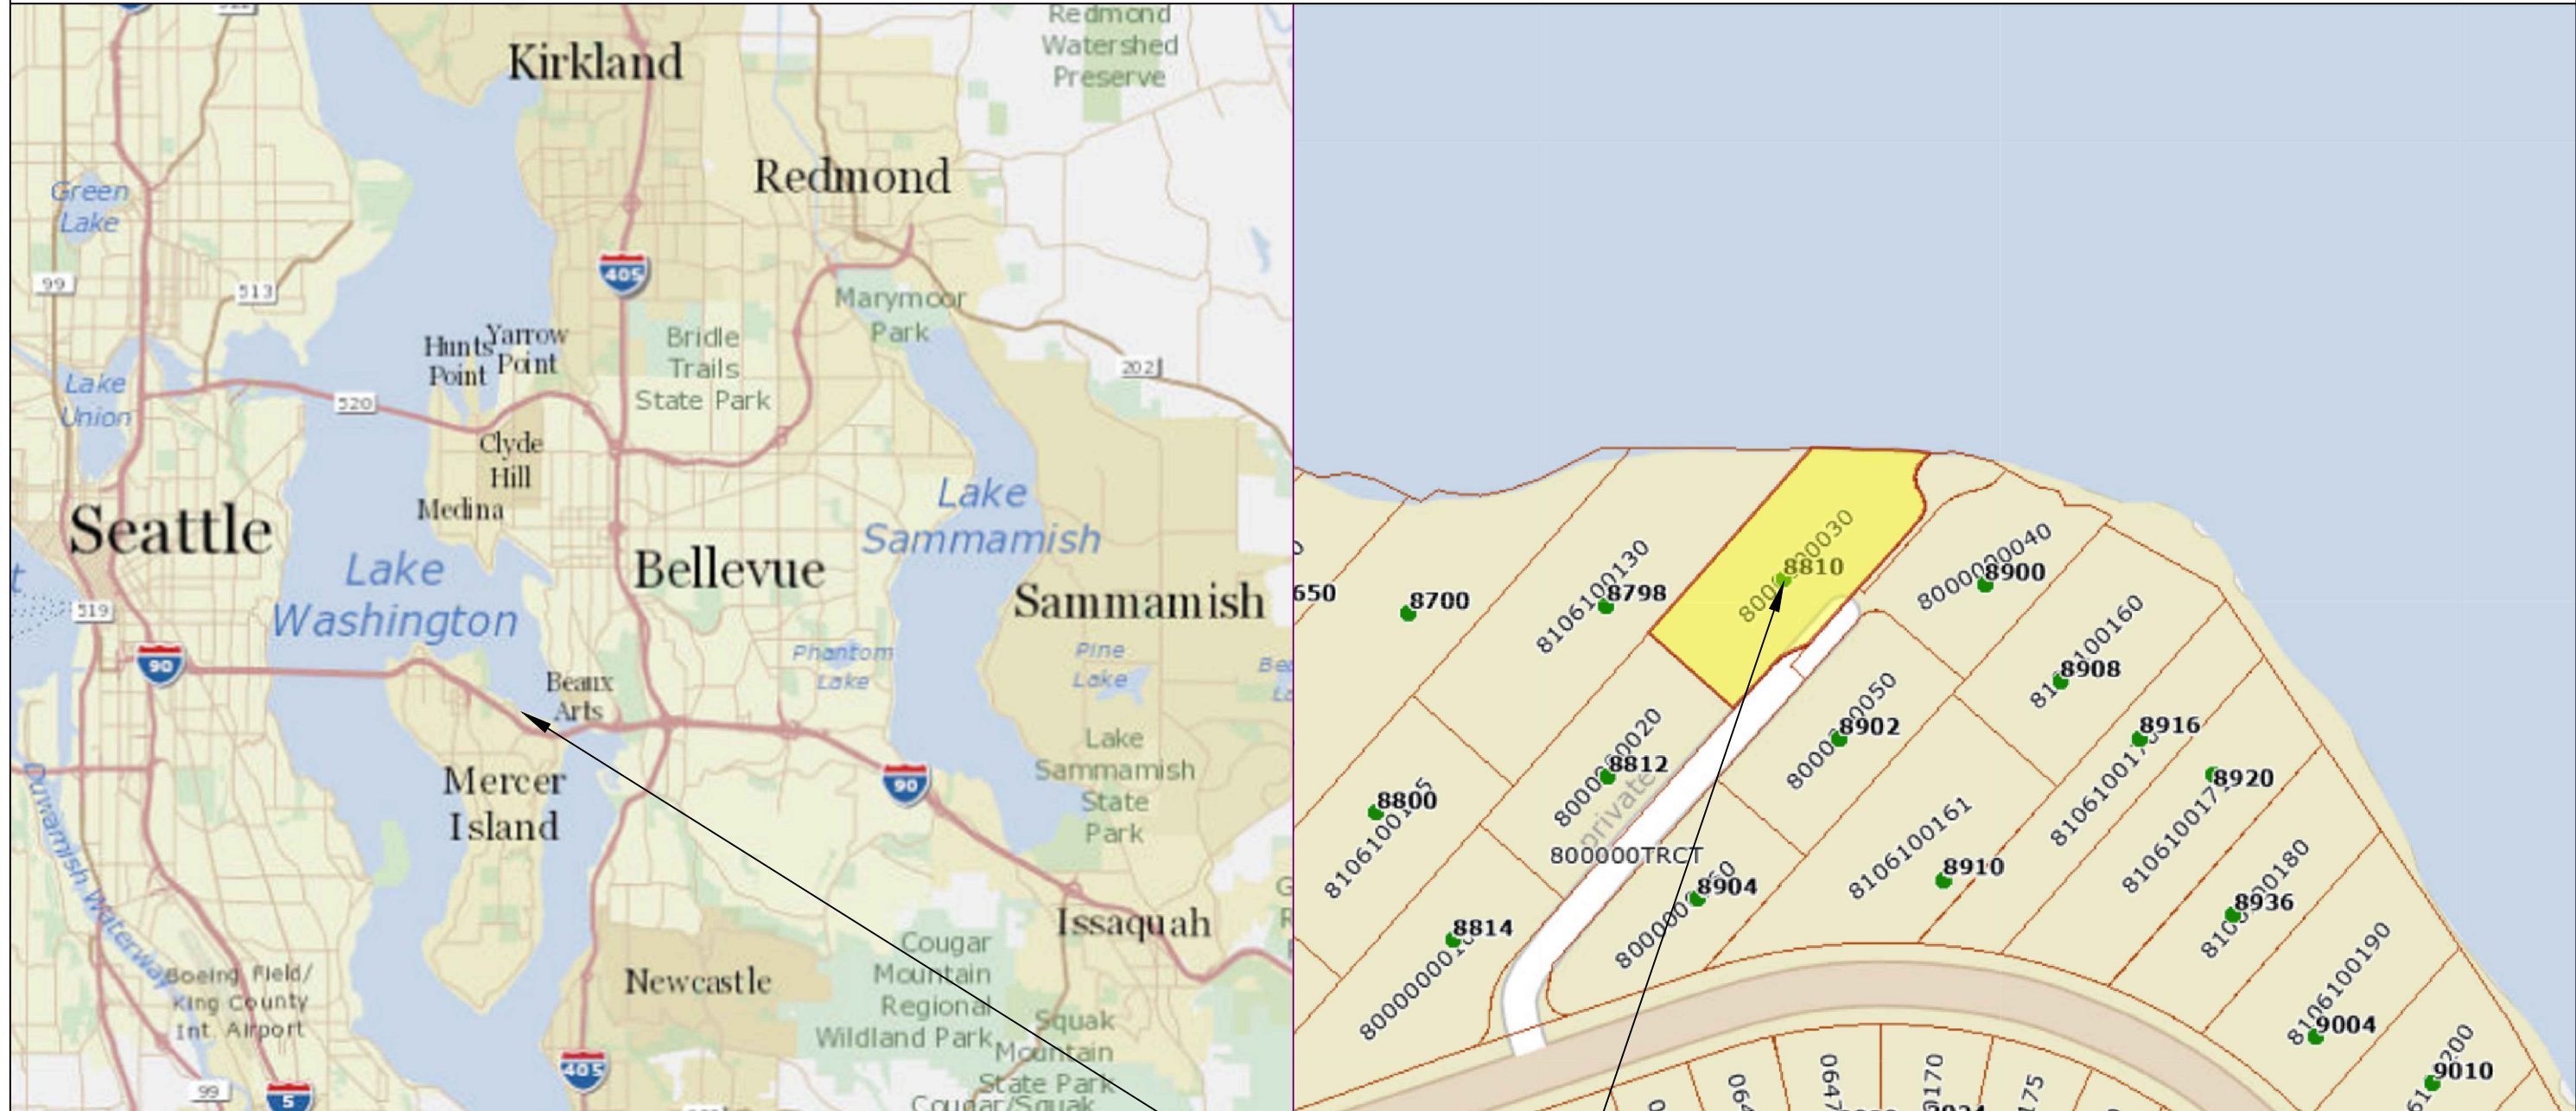 Kirkland
Redmond
Watershed
Preserve
Redmond
Green
Lake
99
513
405
Marymoor
Park
Hunts
Point
Yarrow
Point
Bridle
Trails
State Park
202
Lake
Union
520
Clyde
Hill
Medina
Seattle
Lake
Washington
Bellevue
Lake
Sammamish
Sammamish
519
90
Beaux
Arts
Phantom
Lake
Pine
Lake
Mercer
Island
90
Lake
Sammamish
State
Park
Duwamish Waterway
Issaquah
Boeing Field/
King County
Int. Airport
Newcastle
Cougar
Mountain
Regional
Wildland Park
Squak
Mountain
State Park
Cougar/Squak
405
99
5
650
8700
8106100130
8798
8810
8000000040
8900
8106100160
8908
8902
8916
8920
8812
private
800000TRCT
8800
8904
8106100161
8910
8936
8814
8106100190
9004
9010